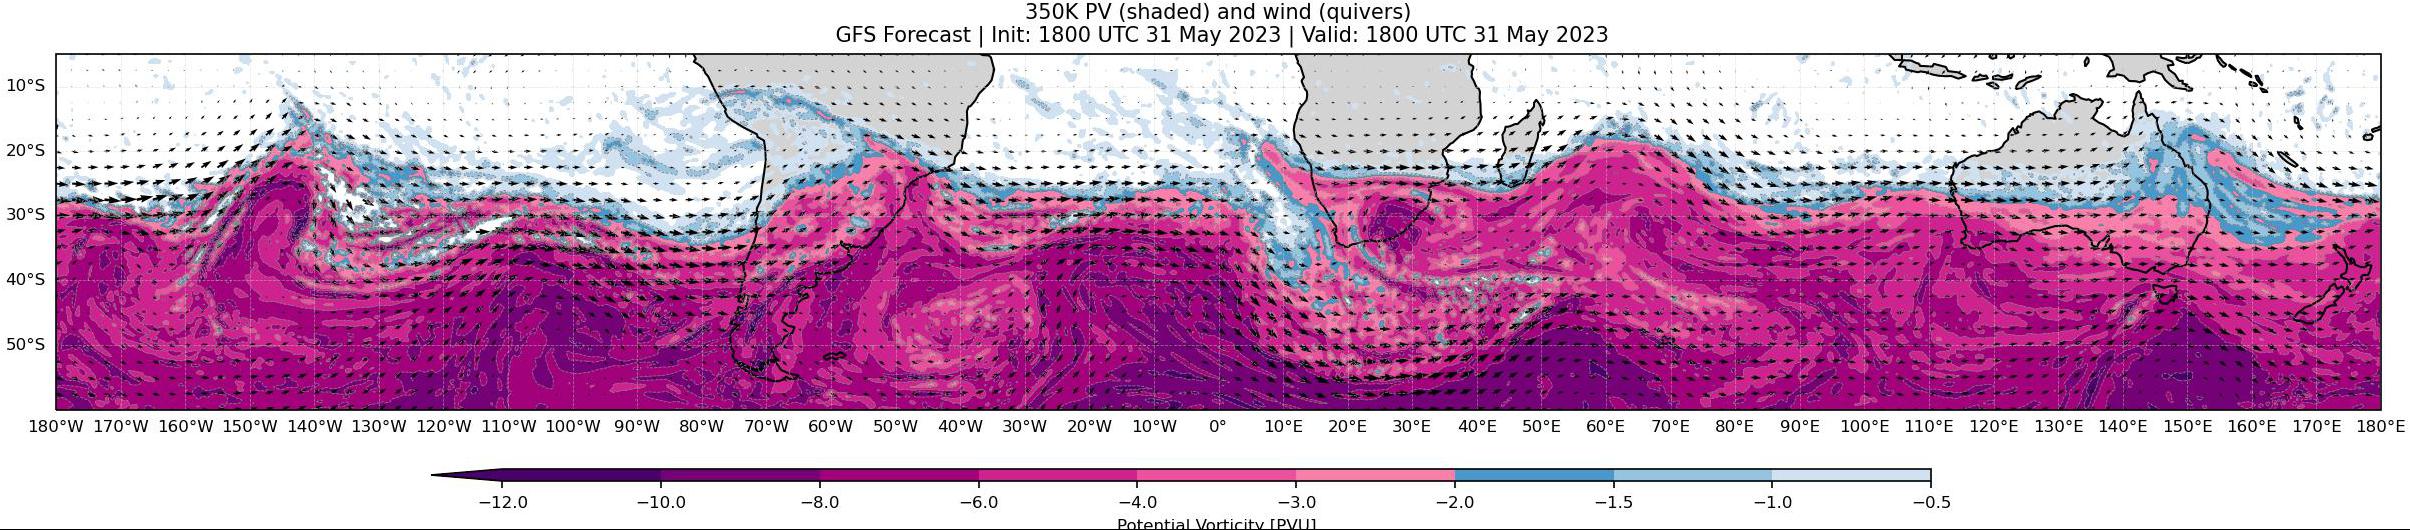 350K PV (shaded) and wind (quivers)
GFS Forecast | Init: 1800 UTC 31 May 2023 | Valid: 1800 UTC 31 May 2023
10°S
20°S
30°S
40°S
50°S
180°W 170°W 160°W 150°W 140°W 130°W 120°W 110°W 100°W 90°W 80°W 70°W 60°W 50°W 40°W 30°W 20°W 10°W 0° 10°E 20°E 30°E 40°E 50°E 60°E 70°E 80°E 90°E 100°E 110°E 120°E 130°E 140°E 150°E 160°E 170°E 180°E
−12.0 −10.0 −8.0 −6.0 −4.0 −3.0 −2.0 −1.5 −1.0 −0.5
Potential Vorticity [PVU]